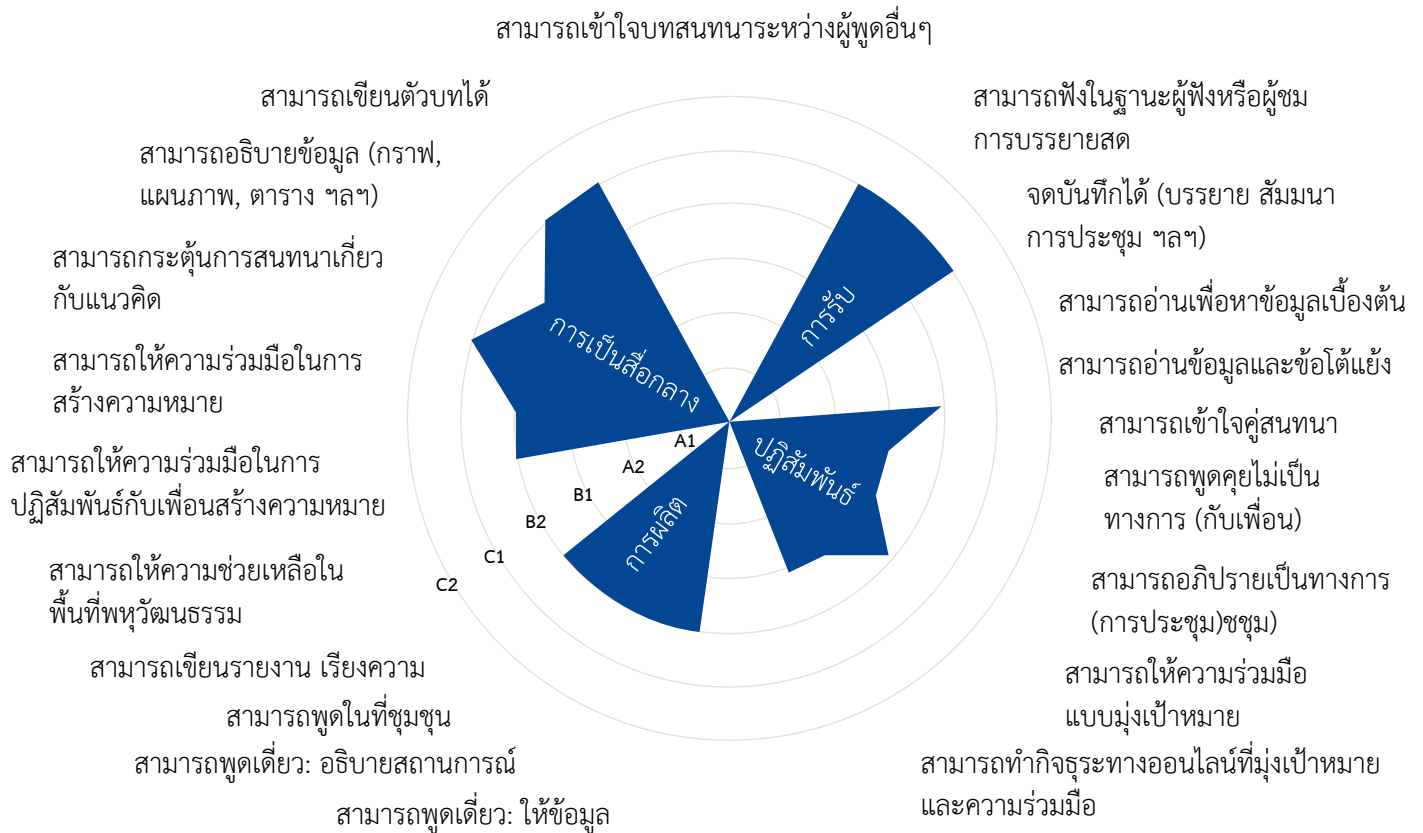 สามารถเข้าใจบทสนทนาระหว่างผู้พูดอื่นๆ
สามารถเขียนตัวบทได้
สามารถอธิบายข้อมูล (กราฟ,
แผนภาพ, ตาราง ฯลฯ)
สามารถกระตุ้นการสนทนาเกี่ยว
กับแนวคิด
สามารถให้ความร่วมมือในการ
สร้างความหมาย
สามารถให้ความร่วมมือในการ
ปฏิสัมพันธ์กับเพื่อนสร้างความหมาย
สามารถให้ความช่วยเหลือใน
พื้นที่พหุวัฒนธรรม
สามารถเขียนรายงาน เรียงความ
สามารถพูดในที่ชุมชุน
สามารถพูดเดี่ยว: อธิบายสถานการณ์
สามารถพูดเดี่ยว: ให้ข้อมูล
สามารถฟังในฐานะผู้ฟังหรือผู้ชม
การบรรยายสด
จดบันทึกได้ (บรรยาย สัมมนา
การประชุม ฯลฯ)
สามารถอ่านเพื่อหาข้อมูลเบื้องต้น
สามารถอ่านข้อมูลและข้อโต้แย้ง
สามารถเข้าใจคู่สนทนา
สามารถพูดคุยไม่เป็น
ทางการ (กับเพื่อน)
สามารถอภิปรายเป็นทางการ
(การประชุม)ชชุม)
สามารถให้ความร่วมมือ
แบบมุ่งเป้าหมาย
สามารถทำกิจธุระทางออนไลน์ที่มุ่งเป้าหมาย
และความร่วมมือ
การรับ
การเป็นสื่อกลาง
ปฏิสัมพันธ์
การผลิต
A1
A2
B1
B2
C1
C2